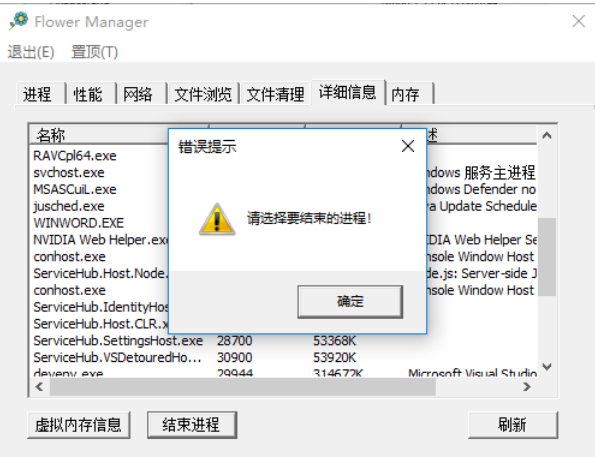 Flower Manager
退出(E) 置顶(T)
进程 性能 网络 文件浏览 文件清理 详细信息 内存
名称
错误提示
请选择要结束的进程!
确定
RAVCpl64.exe
svchost.exe ndows 服务主进程
MSASCuiL.exe ndows Defender no
jusched.exe va Update Schedule
WINWORD.EXE
NVIDIA Web Helper.exe IDIA Web Helper Se
conhost.exe nsole Window Host
ServiceHub.Host.Node. de.js: Server-side J
conhost.exe nsole Window Host
ServiceHub.IdentityHos
ServiceHub.Host.CLR.x
ServiceHub.SettingsHost.exe 28700 53368K
ServiceHub.VSDetouredHo... 30900 53920K
devenv.exe 29944 314672K Microsoft Visual Studio
虚拟内存信息 结束进程 刷新